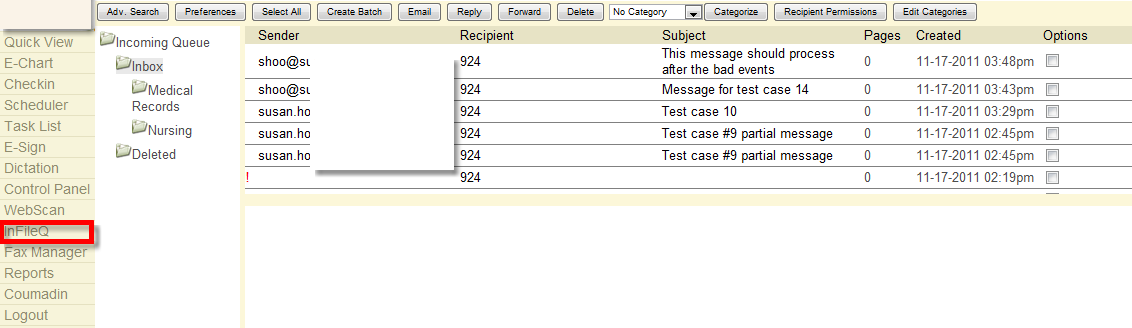 Adv. Search Preferences Select All Create Batch Email Reply Forward Delete No Category Categorize Recipient Permissions Edit Categories
Quick View
E-Chart
Checkin
Scheduler
Task List
E-Sign
Dictation
Control Panel
WebScan
InFileQ
Fax Manager
Reports
Coumadin
Logout
Incoming Queue
Inbox
Medical
Records
Nursing
Deleted
Sender Recipient Subject Pages Created Options
shoo@su 924 This message should process
after the bad events 0 11-17-2011 03:48pm
shoo@su 924 Message for test case 14 0 11-17-2011 03:43pm
susan.ho 924 Test case 10 0 11-17-2011 03:29pm
susan.ho 924 Test case #9 partial message 0 11-17-2011 02:45pm
susan.ho 924 Test case #9 partial message 0 11-17-2011 02:45pm
! 924 0 11-17-2011 02:19pm